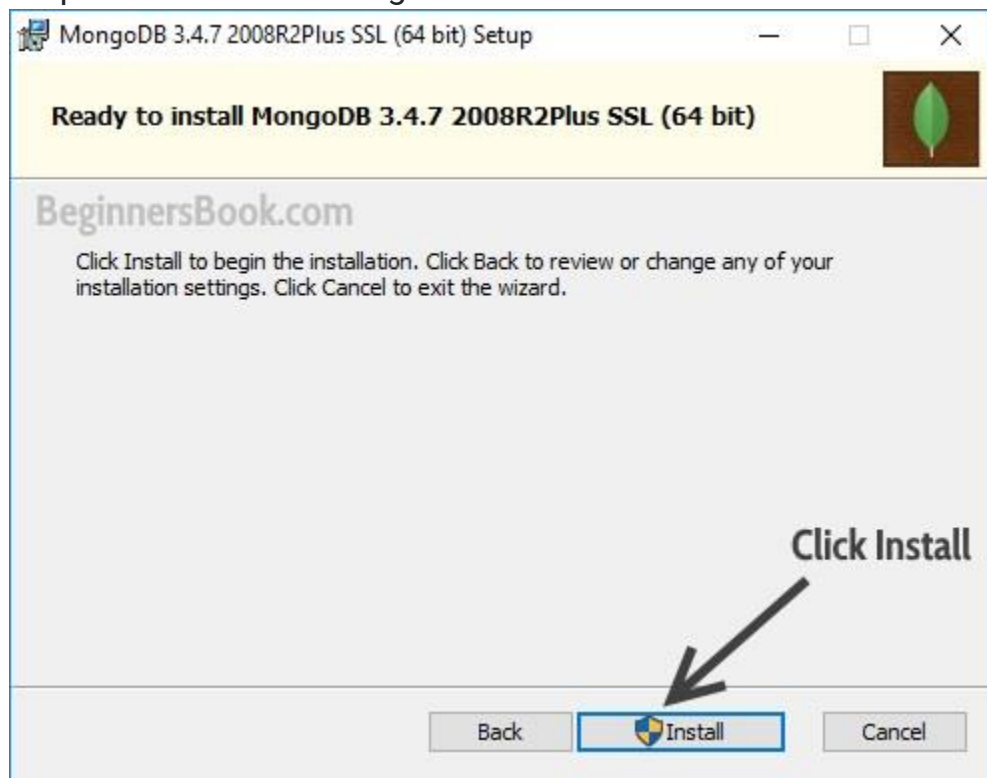 MongoDB 3.4.7 2008R2Plus SSL (64 bit) Setup
Ready to install MongoDB 3.4.7 2008R2Plus SSL (64 bit)
BeginnersBook.com
Click Install to begin the installation. Click Back to review or change any of your
installation settings. Click Cancel to exit the wizard.
Click Install
Back
Install
Cancel